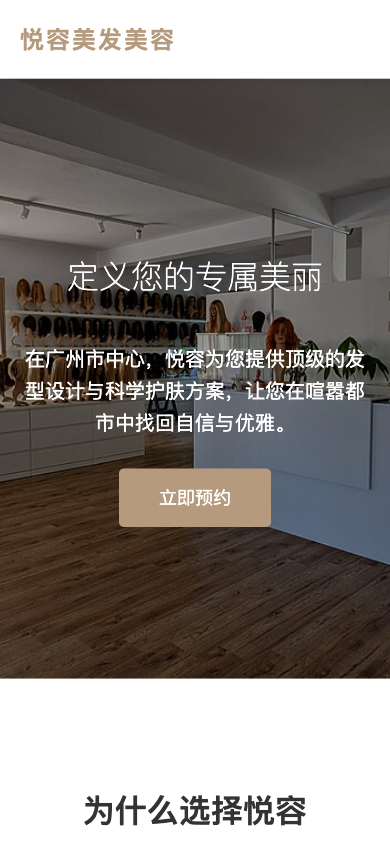 悦容美发美容
定义您的专属美丽
在广州市中心，悦容为您提供顶级的发
型设计与科学护肤方案，让您在喧嚣都
市中找回自信与优雅。
立即预约
为什么选择悦容